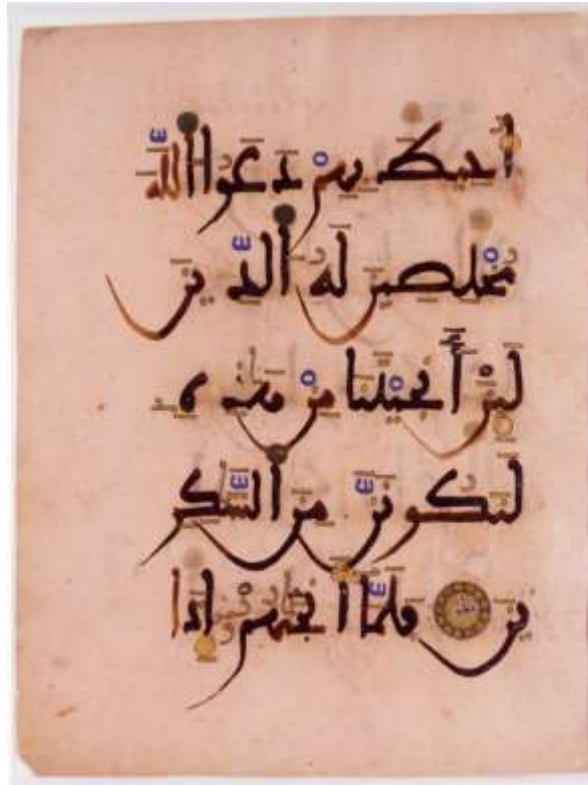 أحيط بهم دعوا الله
مخلصين له الدين
لئن أنجيتنا من هذه
لنكونن من الشكر
ين فلما أنجىهم إذا